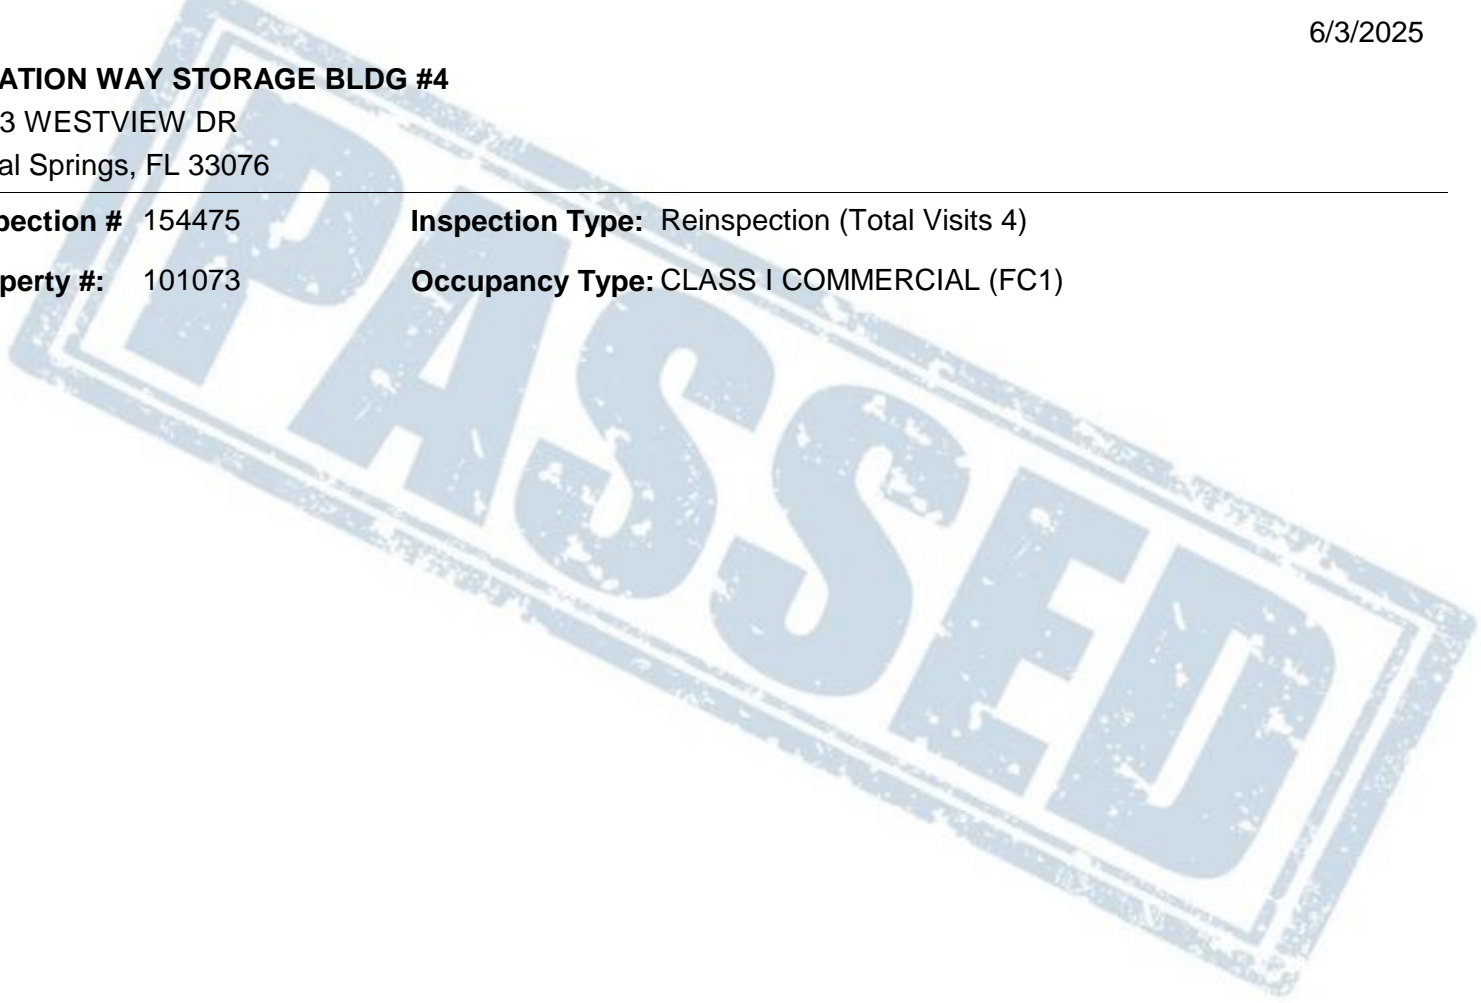 6/3/2025
ATION WAY STORAGE BLDG #4
3 WESTVIEW DR
al Springs, FL 33076
pection # 154475 Inspection Type: Reinspection (Total Visits 4)
perty #: 101073 Occupancy Type: CLASS I COMMERCIAL (FC1)
PASSED